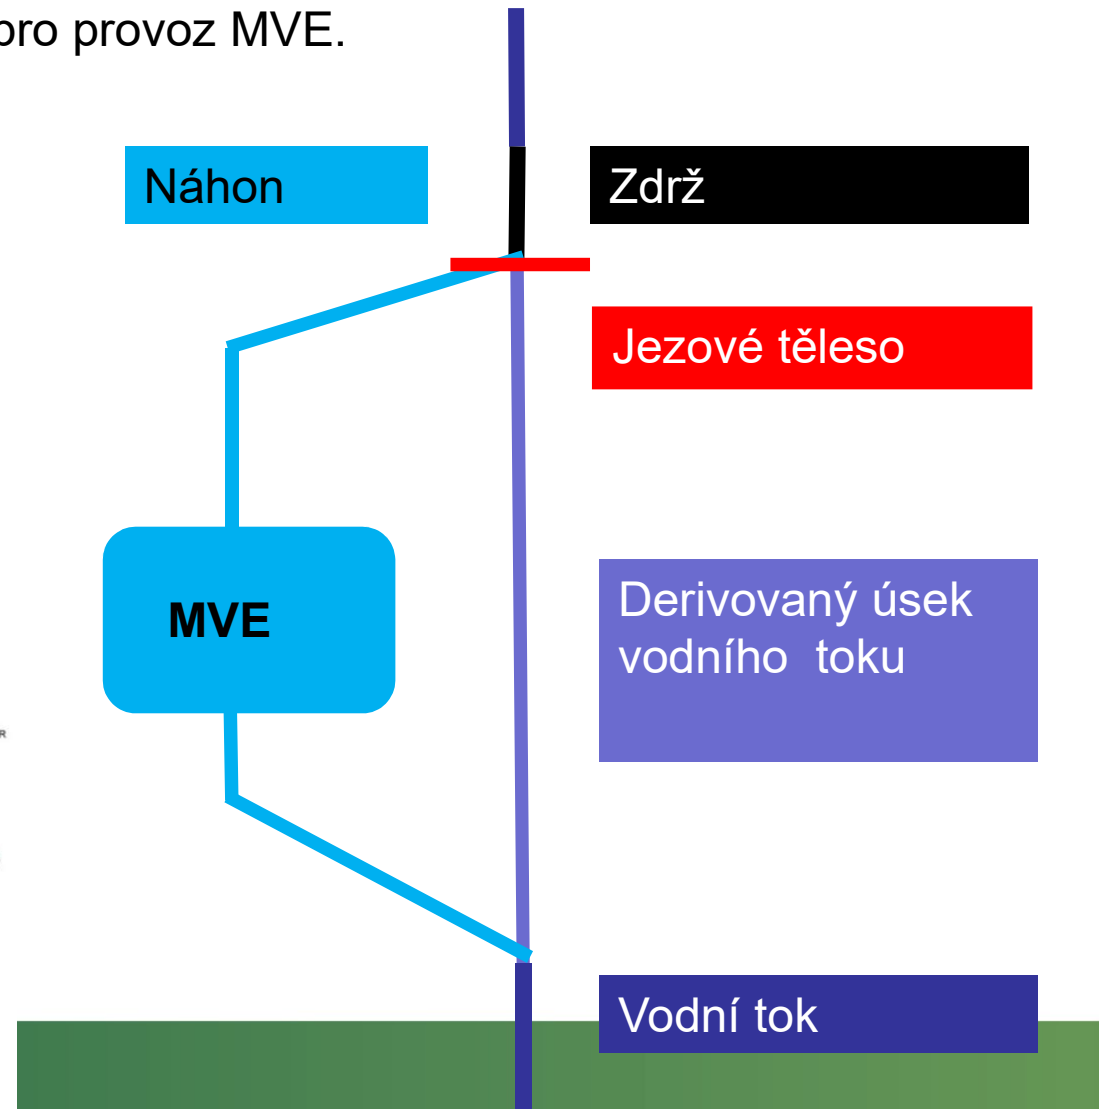 pro provoz MVE.
Náhon
Zdrž
Jezové těleso
MVE
Derivovaný úsek
vodního toku
R
Vodní tok